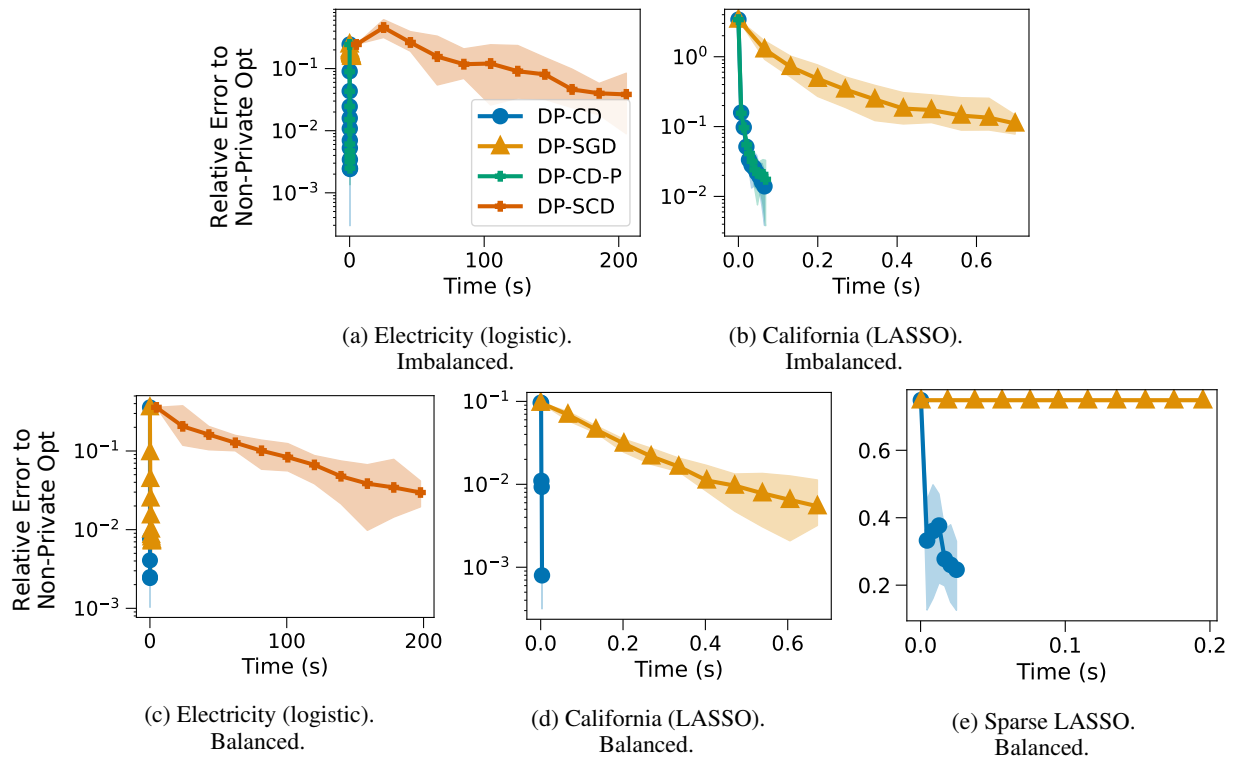 Relative Error to
Non-Private Opt
10⁻¹
10⁻²
10⁻³
DP-CD
DP-SGD
DP-CD-P
DP-SCD
0
100
200
Time (s)
(a) Electricity (logistic).
Imbalanced.
10⁰
10⁻¹
10⁻²
0.0
0.2
0.4
0.6
Time (s)
(b) California (LASSO).
Imbalanced.
Relative Error to
Non-Private Opt
10⁻¹
10⁻²
10⁻³
0
100
200
Time (s)
(c) Electricity (logistic).
Balanced.
10⁻¹
10⁻²
10⁻³
0.0
0.2
0.4
0.6
Time (s)
(d) California (LASSO).
Balanced.
0.6
0.4
0.2
0.0
0.1
0.2
Time (s)
(e) Sparse LASSO.
Balanced.